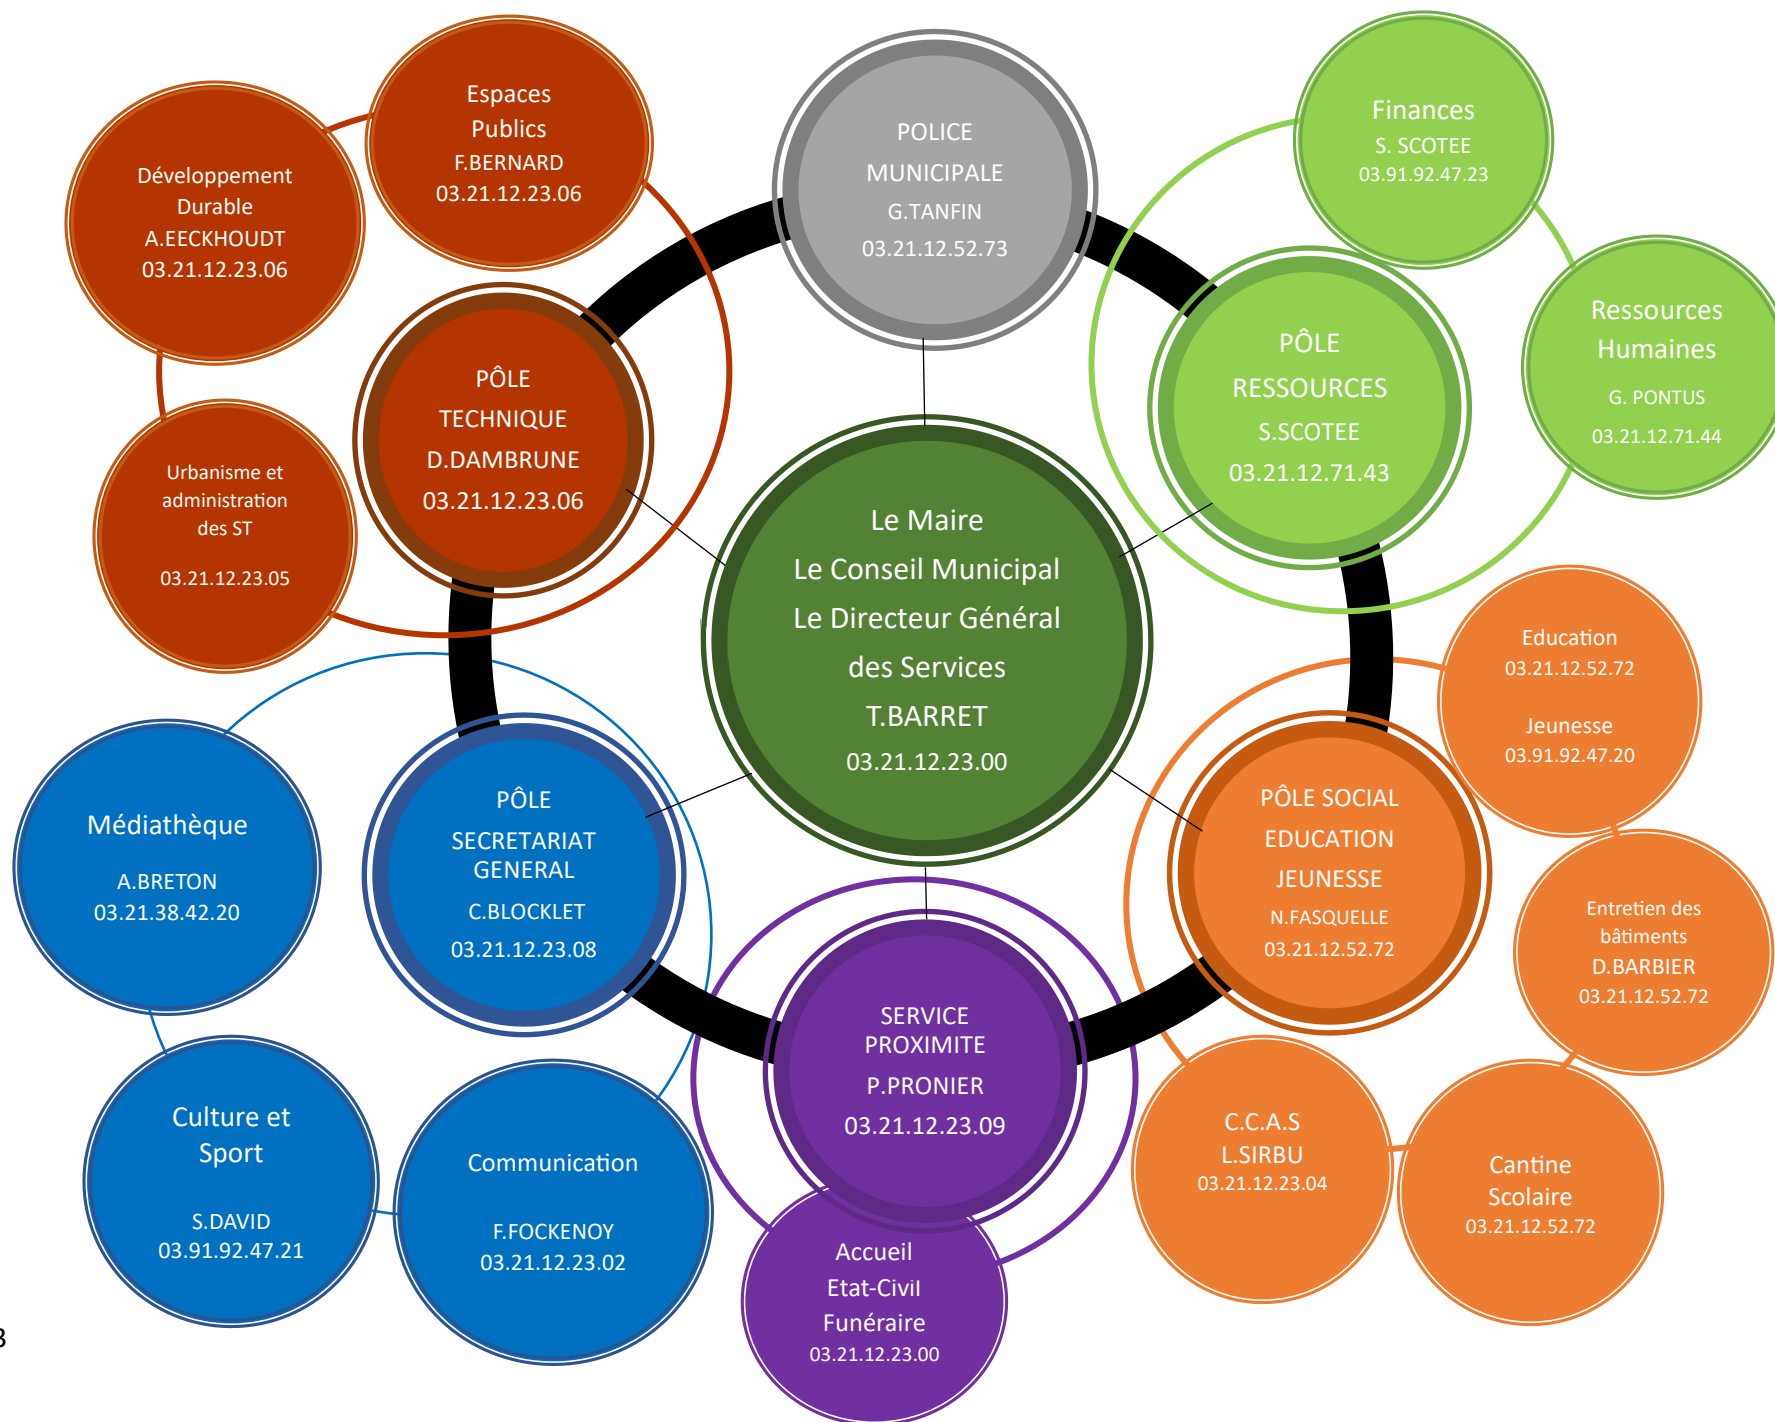 Espaces
Publics
F.BERNARD
03.21.12.23.06
Développement
Durable
A.EECKHOUDT
03.21.12.23.06
POLICE
MUNICIPALE
G.TANFIN
03.21.12.52.73
Finances
S. SCOTEE
03.91.92.47.23
Ressources
Humaines
G. PONTUS
03.21.12.71.44
PÔLE
RESSOURCES
S.SCOTEE
03.21.12.71.43
PÔLE
TECHNIQUE
D.DAMBRUNE
03.21.12.23.06
Urbanisme et
administration
des ST
03.21.12.23.05
Le Maire
Le Conseil Municipal
Le Directeur Général
des Services
T.BARRET
03.21.12.23.00
Education
03.21.12.52.72
Jeunesse
03.91.92.47.20
PÔLE
SECRETARIAT
GENERAL
C.BLOCKLET
03.21.12.23.08
PÔLE SOCIAL
EDUCATION
JEUNESSE
N.FASQUELLE
03.21.12.52.72
Médiathèque
A.BRETON
03.21.38.42.20
Entretien des
bâtiments
D.BARBIER
03.21.12.52.72
SERVICE
PROXIMITE
P.PRONIER
03.21.12.23.09
Culture et
Sport
S.DAVID
03.91.92.47.21
Communication
F.FOCKENOY
03.21.12.23.02
C.C.A.S
L.SIRBU
03.21.12.23.04
Cantine
Scolaire
03.21.12.52.72
Accueil
Etat-Civil
Funéraire
03.21.12.23.00